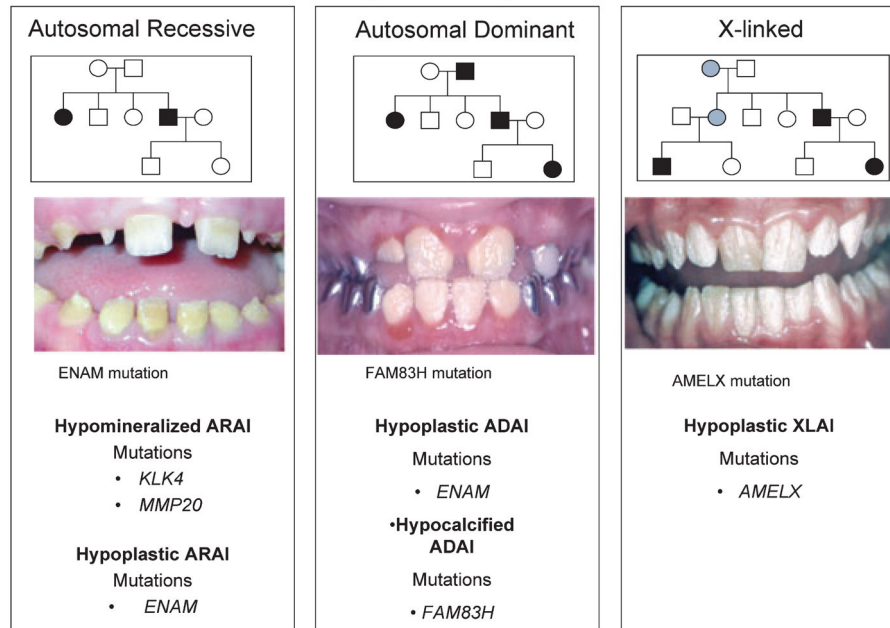 Autosomal Recessive
ENAM mutation
Hypomineralized ARAI
Mutations
• KLK4
• MMP20
Hypoplastic ARAI
Mutations
• ENAM
Autosomal Dominant
FAM83H mutation
Hypoplastic ADAI
Mutations
• ENAM
•Hypocalcified
ADAI
Mutations
• FAM83H
X-linked
AMELX mutation
Hypoplastic XLAI
Mutations
• AMELX